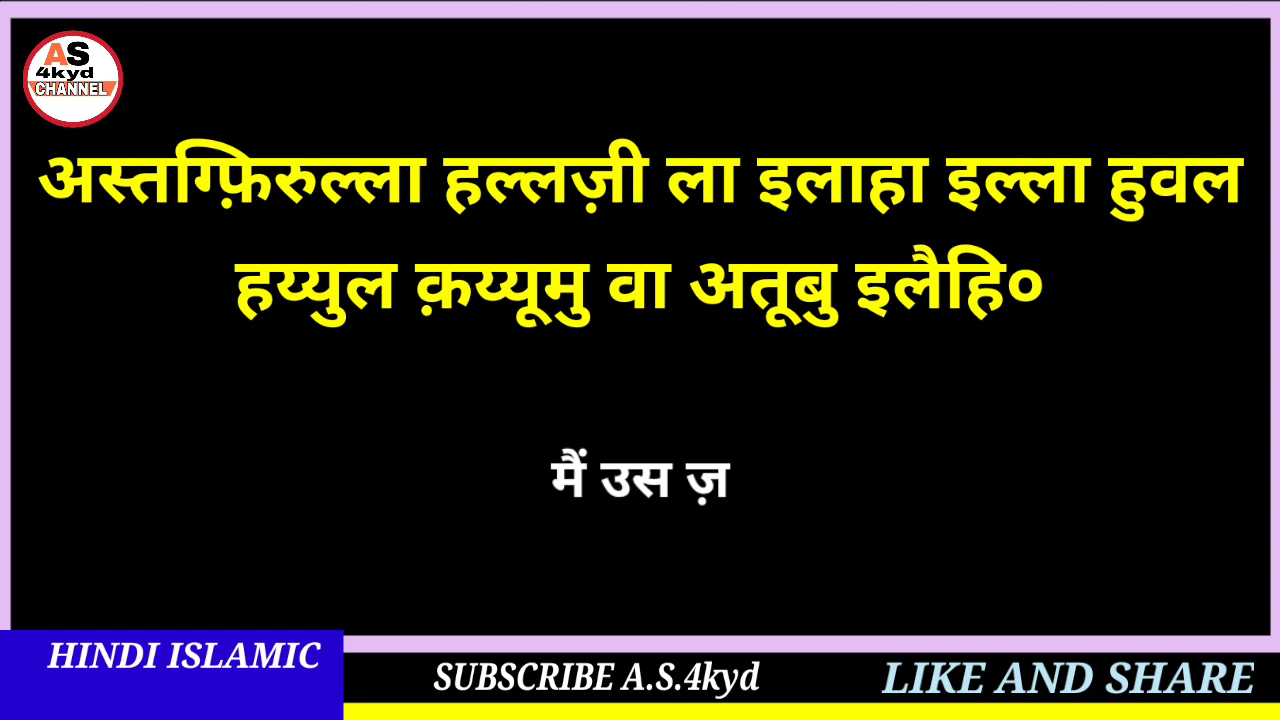 AS
4kyd
CHANNEL
अस्तग्फ़िरुल्ला हल्लज़ी ला इलाहा इल्ला हुवल
हय्युल क़य्यूमु वा अतूबु इलैहि०
मैं उस ज़
HINDI ISLAMIC
SUBSCRIBE A.S.4kyd
LIKE AND SHARE